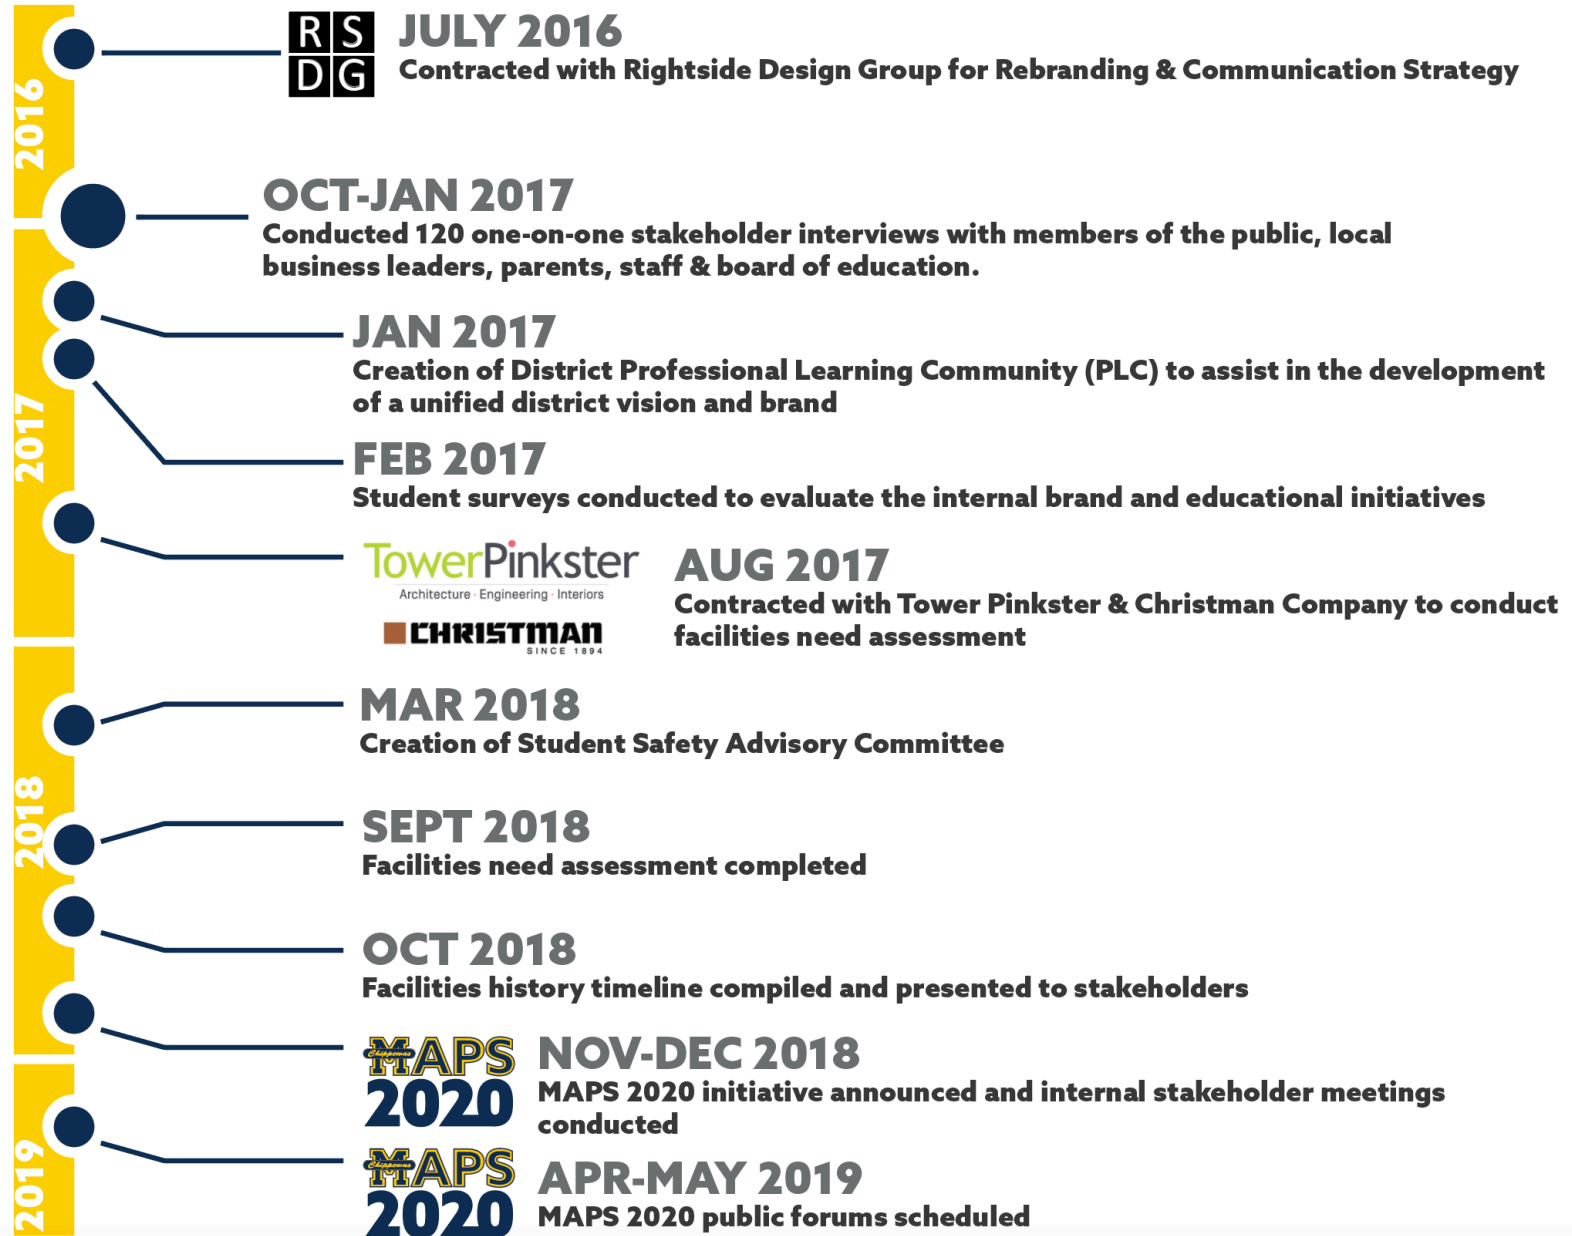 2016
R S
D G
JULY 2016
Contracted with Rightside Design Group for Rebranding & Communication Strategy
OCT-JAN 2017
Conducted 120 one-on-one stakeholder interviews with members of the public, local
business leaders, parents, staff & board of education.
2017
JAN 2017
Creation of District Professional Learning Community (PLC) to assist in the development
of a unified district vision and brand
FEB 2017
Student surveys conducted to evaluate the internal brand and educational initiatives
TowerPinkster
Architecture · Engineering · Interiors
CHRISTMAN
SINCE 1894
AUG 2017
Contracted with Tower Pinkster & Christman Company to conduct
facilities need assessment
2018
MAR 2018
Creation of Student Safety Advisory Committee
SEPT 2018
Facilities need assessment completed
OCT 2018
Facilities history timeline compiled and presented to stakeholders
MAPS
Chippewas
2020
NOV-DEC 2018
MAPS 2020 initiative announced and internal stakeholder meetings
conducted
2019
MAPS
Chippewas
2020
APR-MAY 2019
MAPS 2020 public forums scheduled